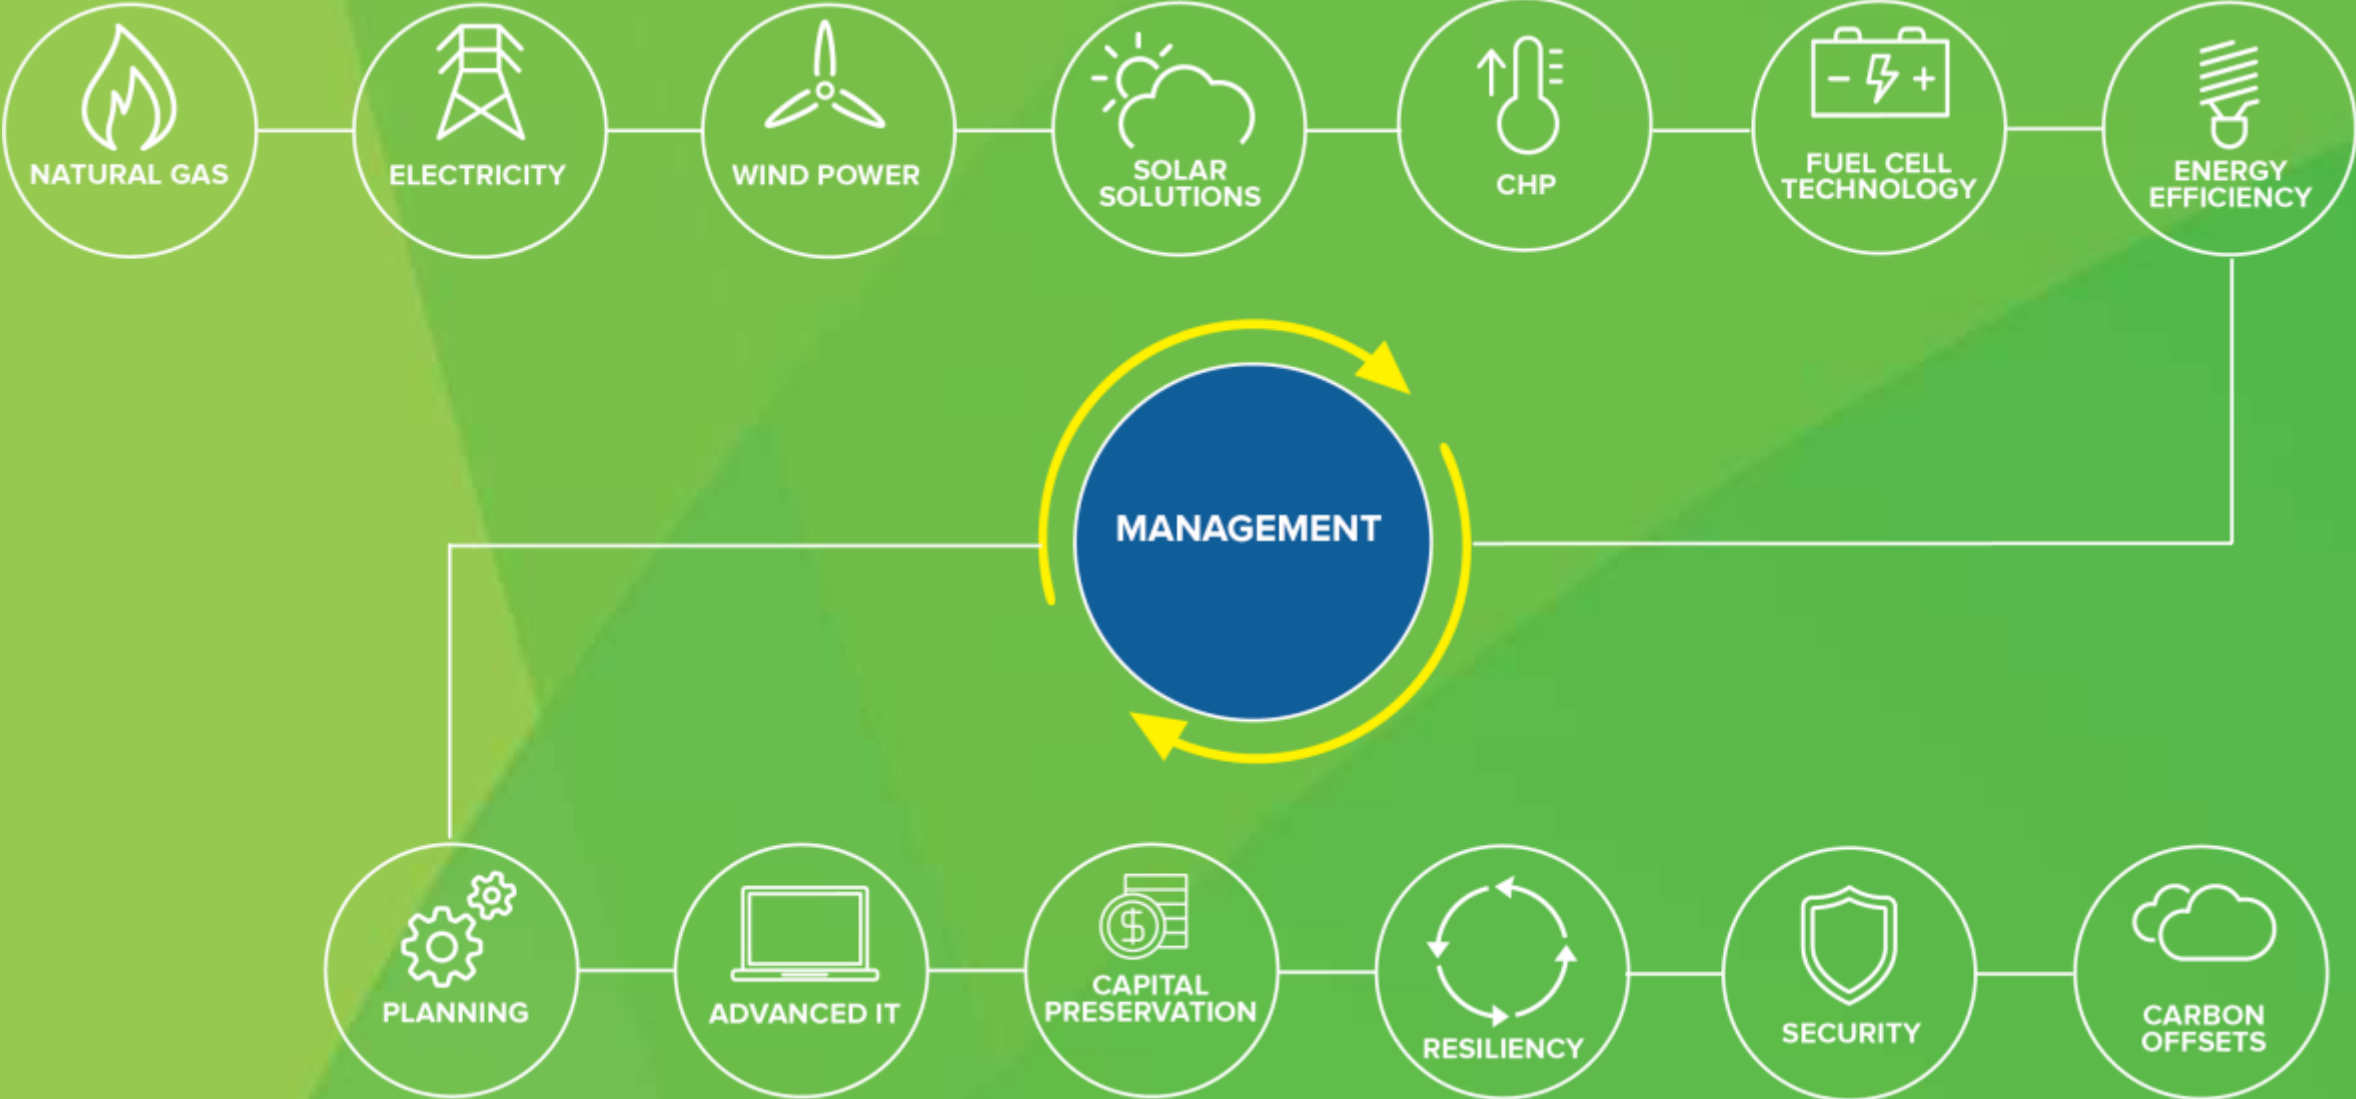 NATURAL GAS
ELECTRICITY
WIND POWER
SOLAR
SOLUTIONS
CHP
FUEL CELL
TECHNOLOGY
ENERGY
EFFICIENCY
MANAGEMENT
PLANNING
ADVANCED IT
CAPITAL
PRESERVATION
RESILIENCY
SECURITY
CARBON
OFFSETS